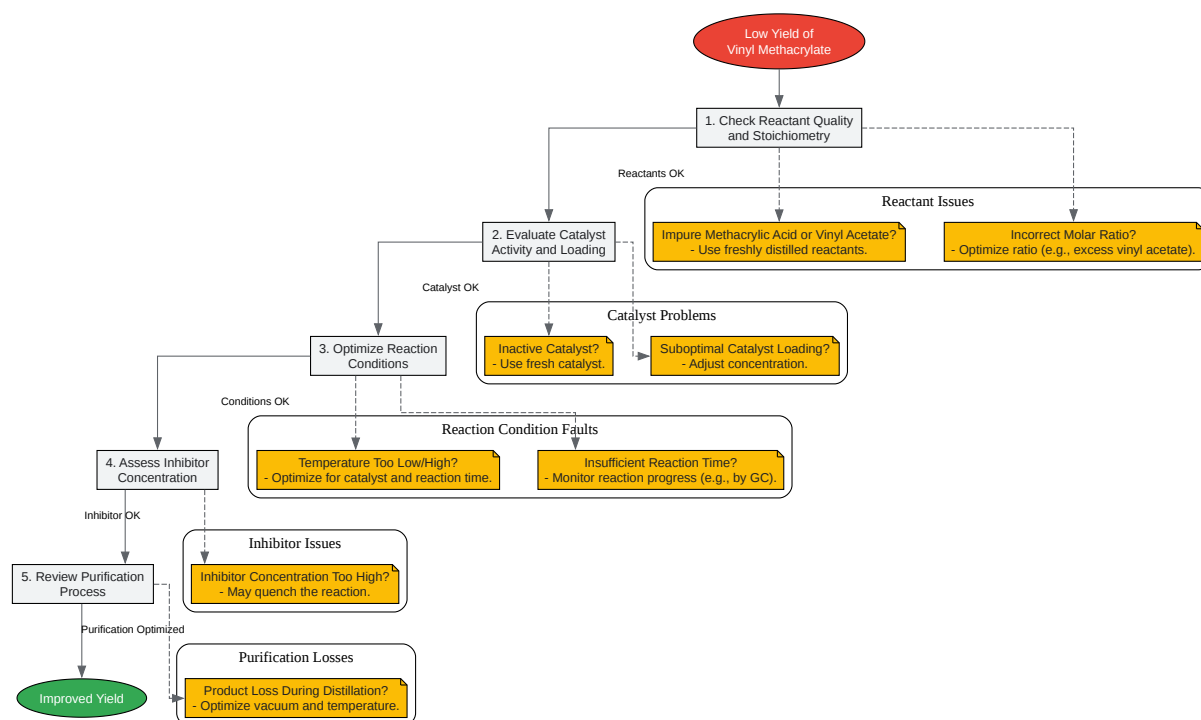 Low Yield of
Vinyl Methacrylate
1. Check Reactant Quality
and Stoichiometry
Reactants OK
Reactant Issues
Impure Methacrylic Acid or Vinyl Acetate?
- Use freshly distilled reactants.
Incorrect Molar Ratio?
- Optimize ratio (e.g., excess vinyl acetate).
2. Evaluate Catalyst
Activity and Loading
Catalyst OK
Catalyst Problems
Inactive Catalyst?
- Use fresh catalyst.
Suboptimal Catalyst Loading?
- Adjust concentration.
3. Optimize Reaction
Conditions
Conditions OK
Reaction Condition Faults
Temperature Too Low/High?
- Optimize for catalyst and reaction time.
Insufficient Reaction Time?
- Monitor reaction progress (e.g., by GC).
4. Assess Inhibitor
Concentration
Inhibitor OK
Inhibitor Issues
Inhibitor Concentration Too High?
- May quench the reaction.
5. Review Purification
Process
Purification Optimized
Purification Losses
Product Loss During Distillation?
- Optimize vacuum and temperature.
Improved Yield